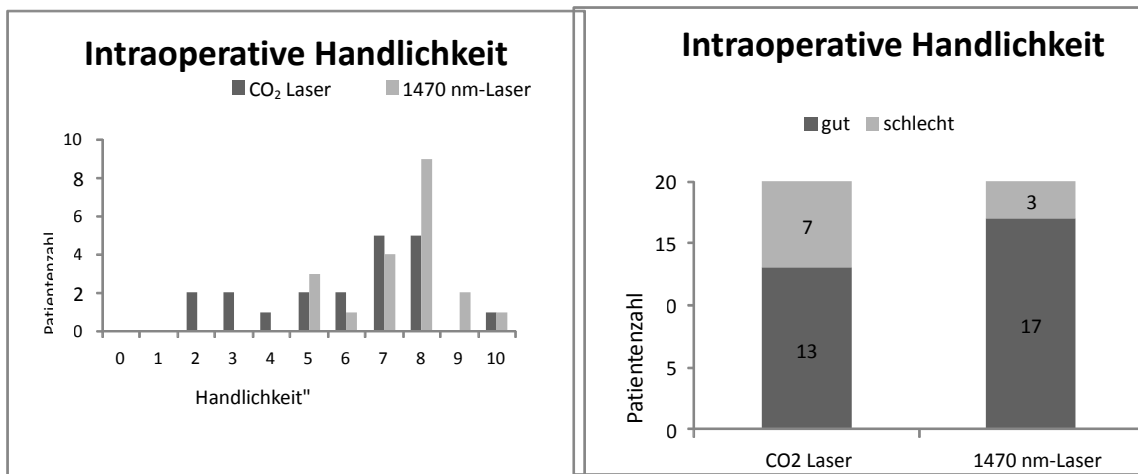 Intraoperative Handlichkeit
CO₂ Laser 1470 nm-Laser
10
8
6
4
2
0
Patientenzahl
0 1 2 3 4 5 6 7 8 9 10
Handlichkeit"
Intraoperative Handlichkeit
gut schlecht
20
15
0
5
0
Patientenzahl
7
13
3
17
CO2 Laser 1470 nm-Laser